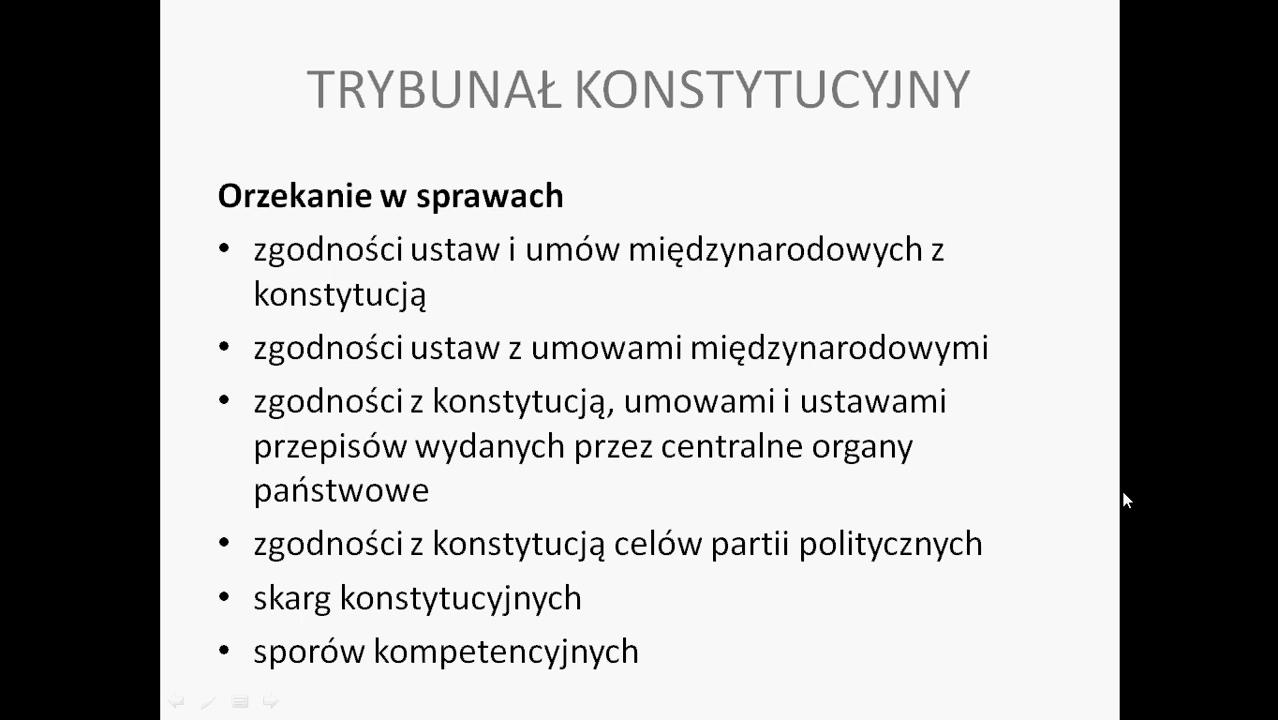 TRYBUNAŁ KONSTYTUCYJNY
Orzekanie w sprawach
• zgodności ustaw i umów międzynarodowych z
konstytucją
• zgodności ustaw z umowami międzynarodowymi
• zgodności z konstytucją, umowami i ustawami
przepisów wydanych przez centralne organy
państwowe
• zgodności z konstytucją celów partii politycznych
• skarg konstytucyjnych
• sporów kompetencyjnych